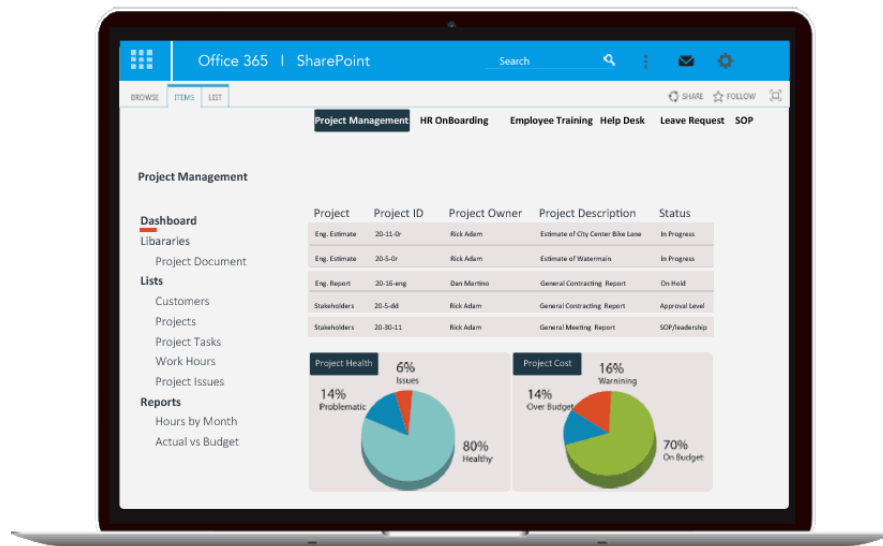 Office 365 | SharePoint
Search
BROWSE ITEMS LIST
SHARE FOLLOW
Project Management HR OnBoarding Employee Training Help Desk Leave Request SOP
Project Management
Dashboard
Libararies
Project Document
Lists
Customers
Projects
Project Tasks
Work Hours
Project Issues
Reports
Hours by Month
Actual vs Budget
Project Project ID Project Owner Project Description Status
Eng. Estimate 20-11-0r Rick Adam Estimate of City Center Bike Lane In Progress
Eng. Estimate 20-5-0r Rick Adam Estimate of Watermain In Progress
Eng. Report 20-16-eng Dan Martino General Contracting Report On Hold
Stakeholders 20-5-dd Rick Adam General Contracting Report Approval Level
Stakeholders 20-30-11 Rick Adam General Meeting Report SOP/leadership
Project Health
6%
Issues
14%
Problematic
80%
Healthy
Project Cost
16%
Warnining
14%
Over Budget
70%
On Budget